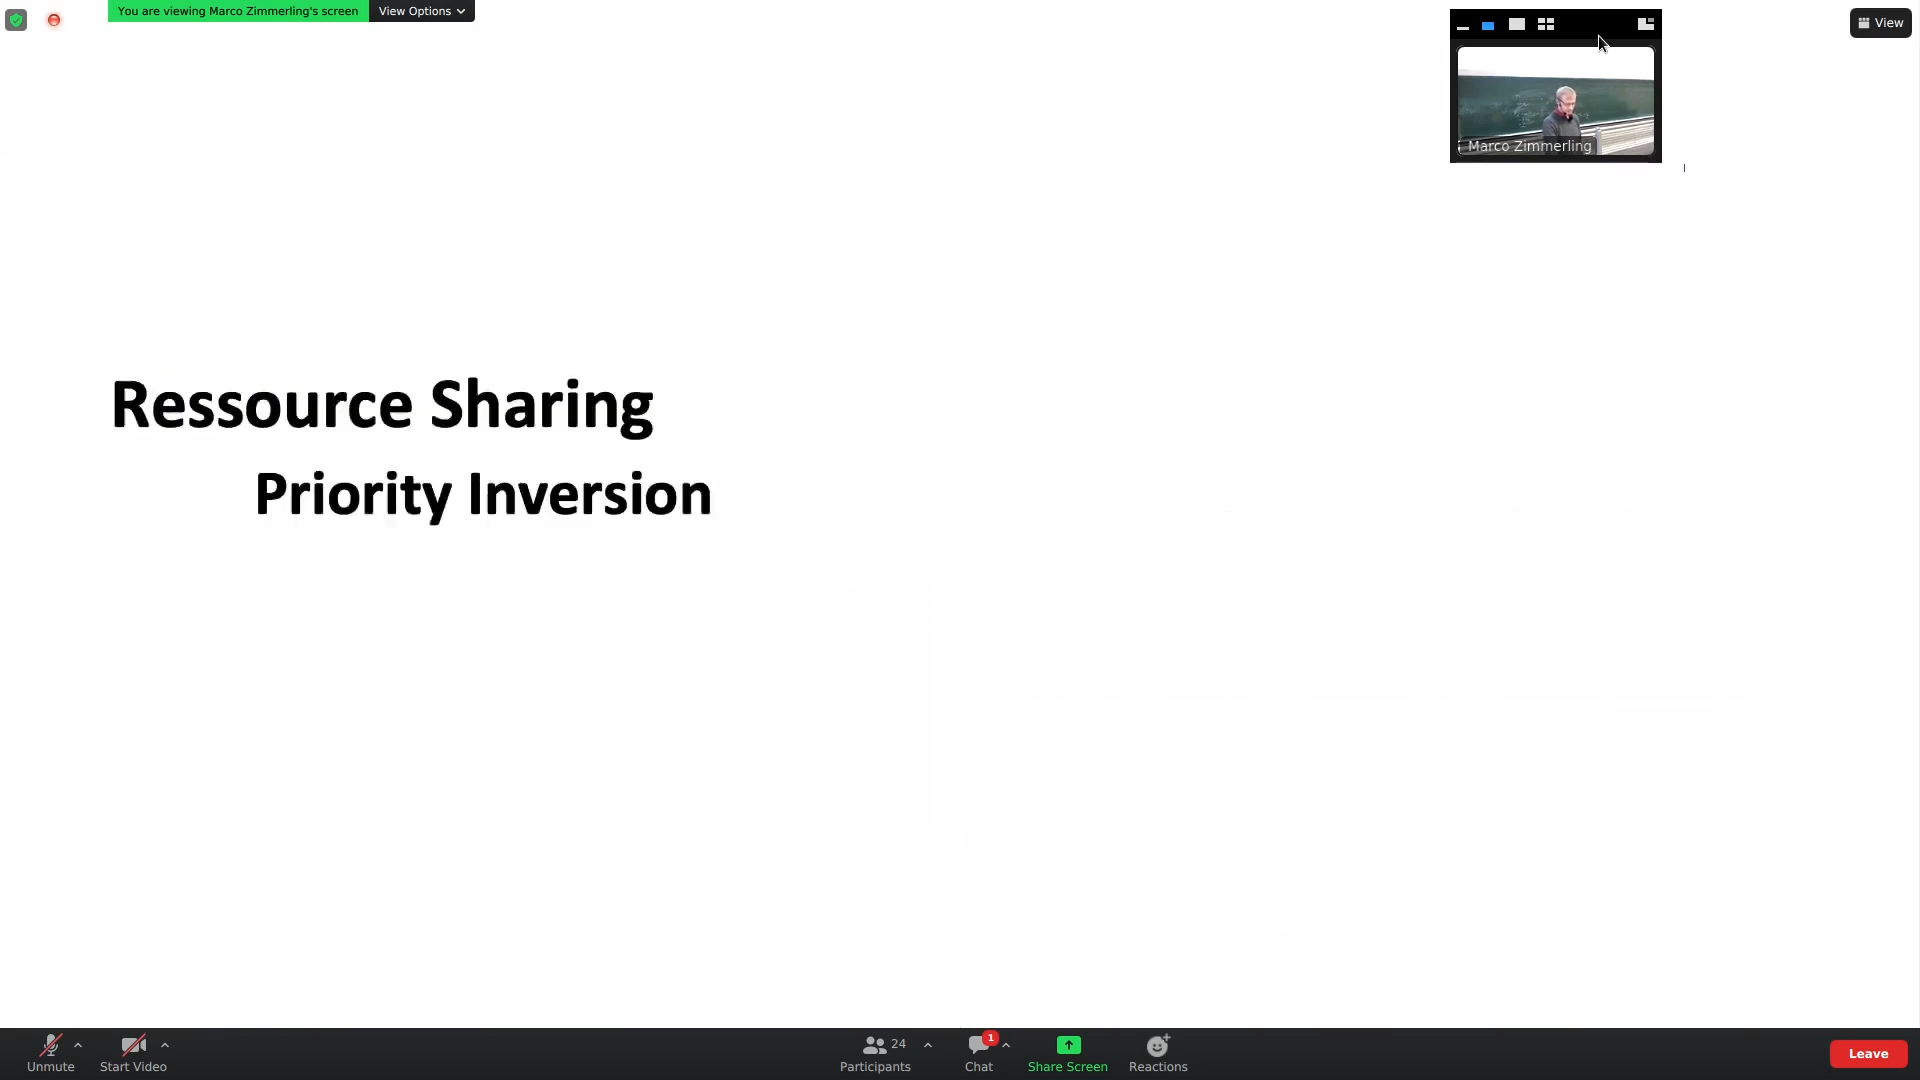 You are viewing Marco Zimmerling's screen View Options
View
Marco Zimmerling
Ressource Sharing
Priority Inversion
Unmute
Start Video
24
Participants
1
Chat
Share Screen
Reactions
Leave